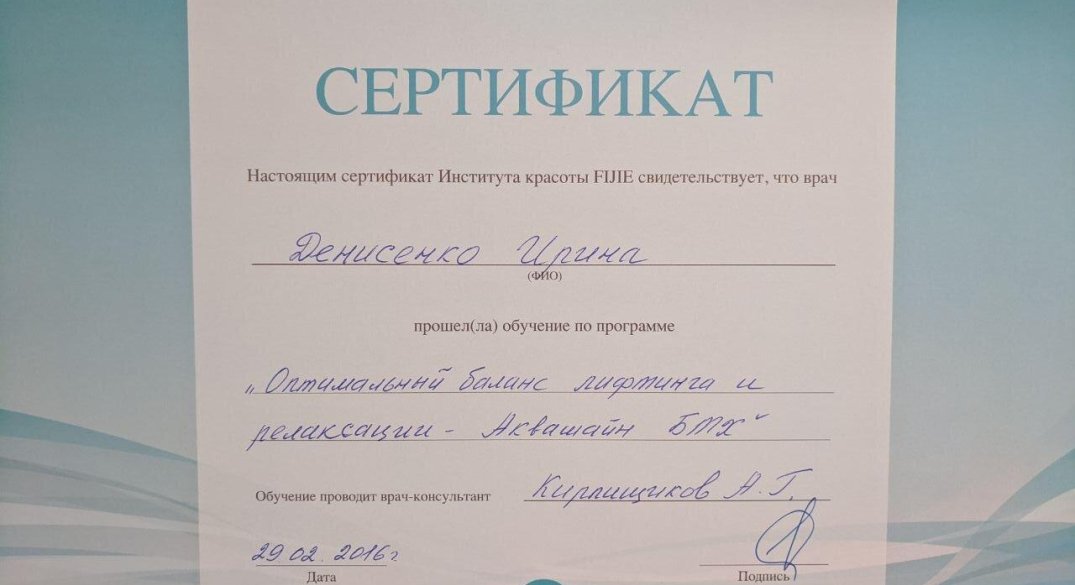 СЕРТИФИКАТ
Настоящим сертификат Института красоты FIJIE свидетельствует, что врач
Денисенко Ирина
(ФИО)
прошел(ла) обучение по программе
„Оптимальный баланс лифтинга и
релаксации - Аквашайн БТХ“
Обучение проводит врач-консультант Кирпищиков А. Г.
29.02.2016г
Дата Подпись